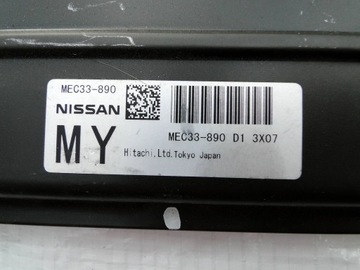 MEC33-890
NISSAN
MY
MEC33-890 D1 3X07
Hitachi,Ltd.Tokyo Japan